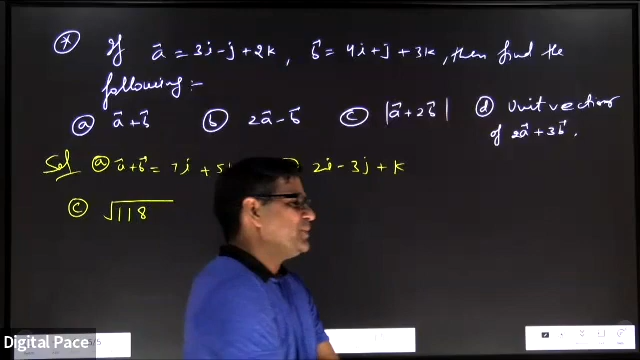 * If a⃗ = 3i - j + 2k , b⃗ = 4i + j + 3k , then find the
following :-
(a) a⃗ + b⃗ (b) 2a⃗ - b⃗ (c) |a⃗ + 2b⃗| (d) Unit vector
of 2a⃗ + 3b⃗.
Sol (a) a⃗ + b⃗ = 7i + 5k 2i - 3j + k
(c) √118
Digital Pace